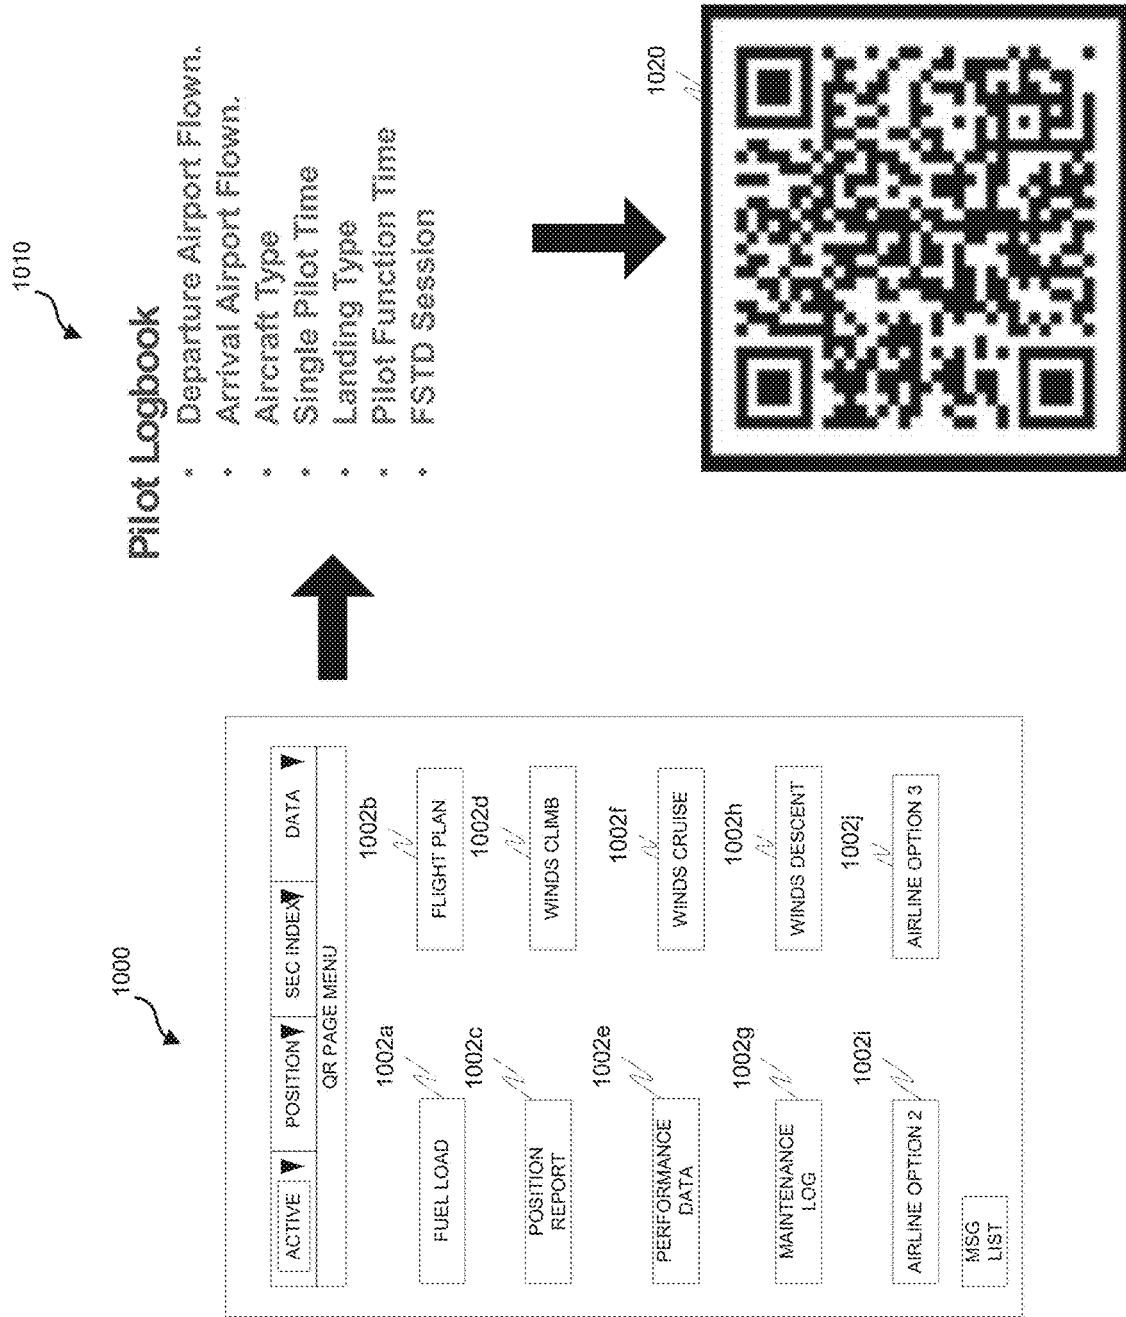 1000
ACTIVE POSITION SEC INDEX DATA
QR PAGE MENU
1002a 1002b
FUEL LOAD FLIGHT PLAN
1002c 1002d
POSITION
REPORT
WINDS CLIMB
1002e 1002f
PERFORMANCE
DATA
WINDS CRUISE
1002g 1002h
MAINTENANCE
LOG
WINDS DESCENT
1002i 1002j
AIRLINE OPTION 2 AIRLINE OPTION 3
MSG
LIST
1010
Pilot Logbook
• Departure Airport Flown.
• Arrival Airport Flown.
• Aircraft Type
• Single Pilot Time
• Landing Type
• Pilot Function Time
• FSTD Session
1020